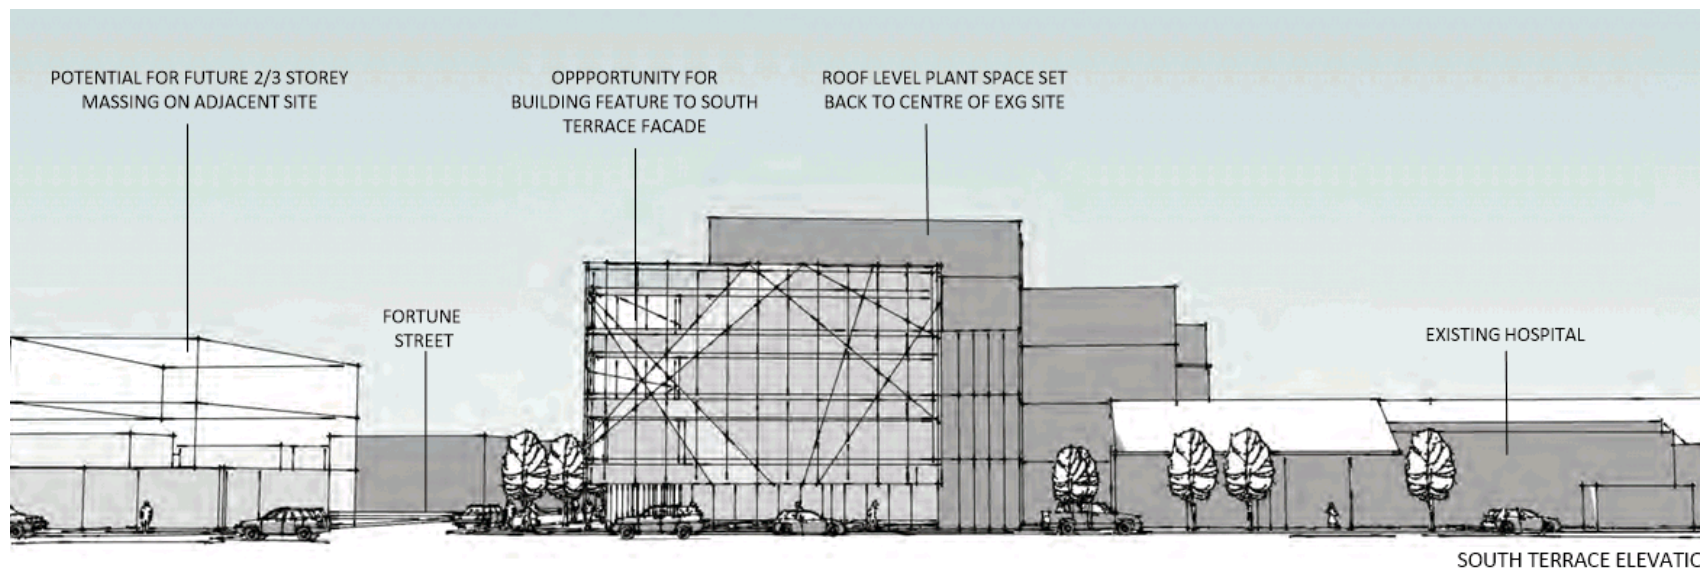 POTENTIAL FOR FUTURE 2/3 STOREY
MASSING ON ADJACENT SITE
OPPPORTUNITY FOR
BUILDING FEATURE TO SOUTH
TERRACE FACADE
ROOF LEVEL PLANT SPACE SET
BACK TO CENTRE OF EXG SITE
FORTUNE
STREET
EXISTING HOSPITAL
SOUTH TERRACE ELEVATIO